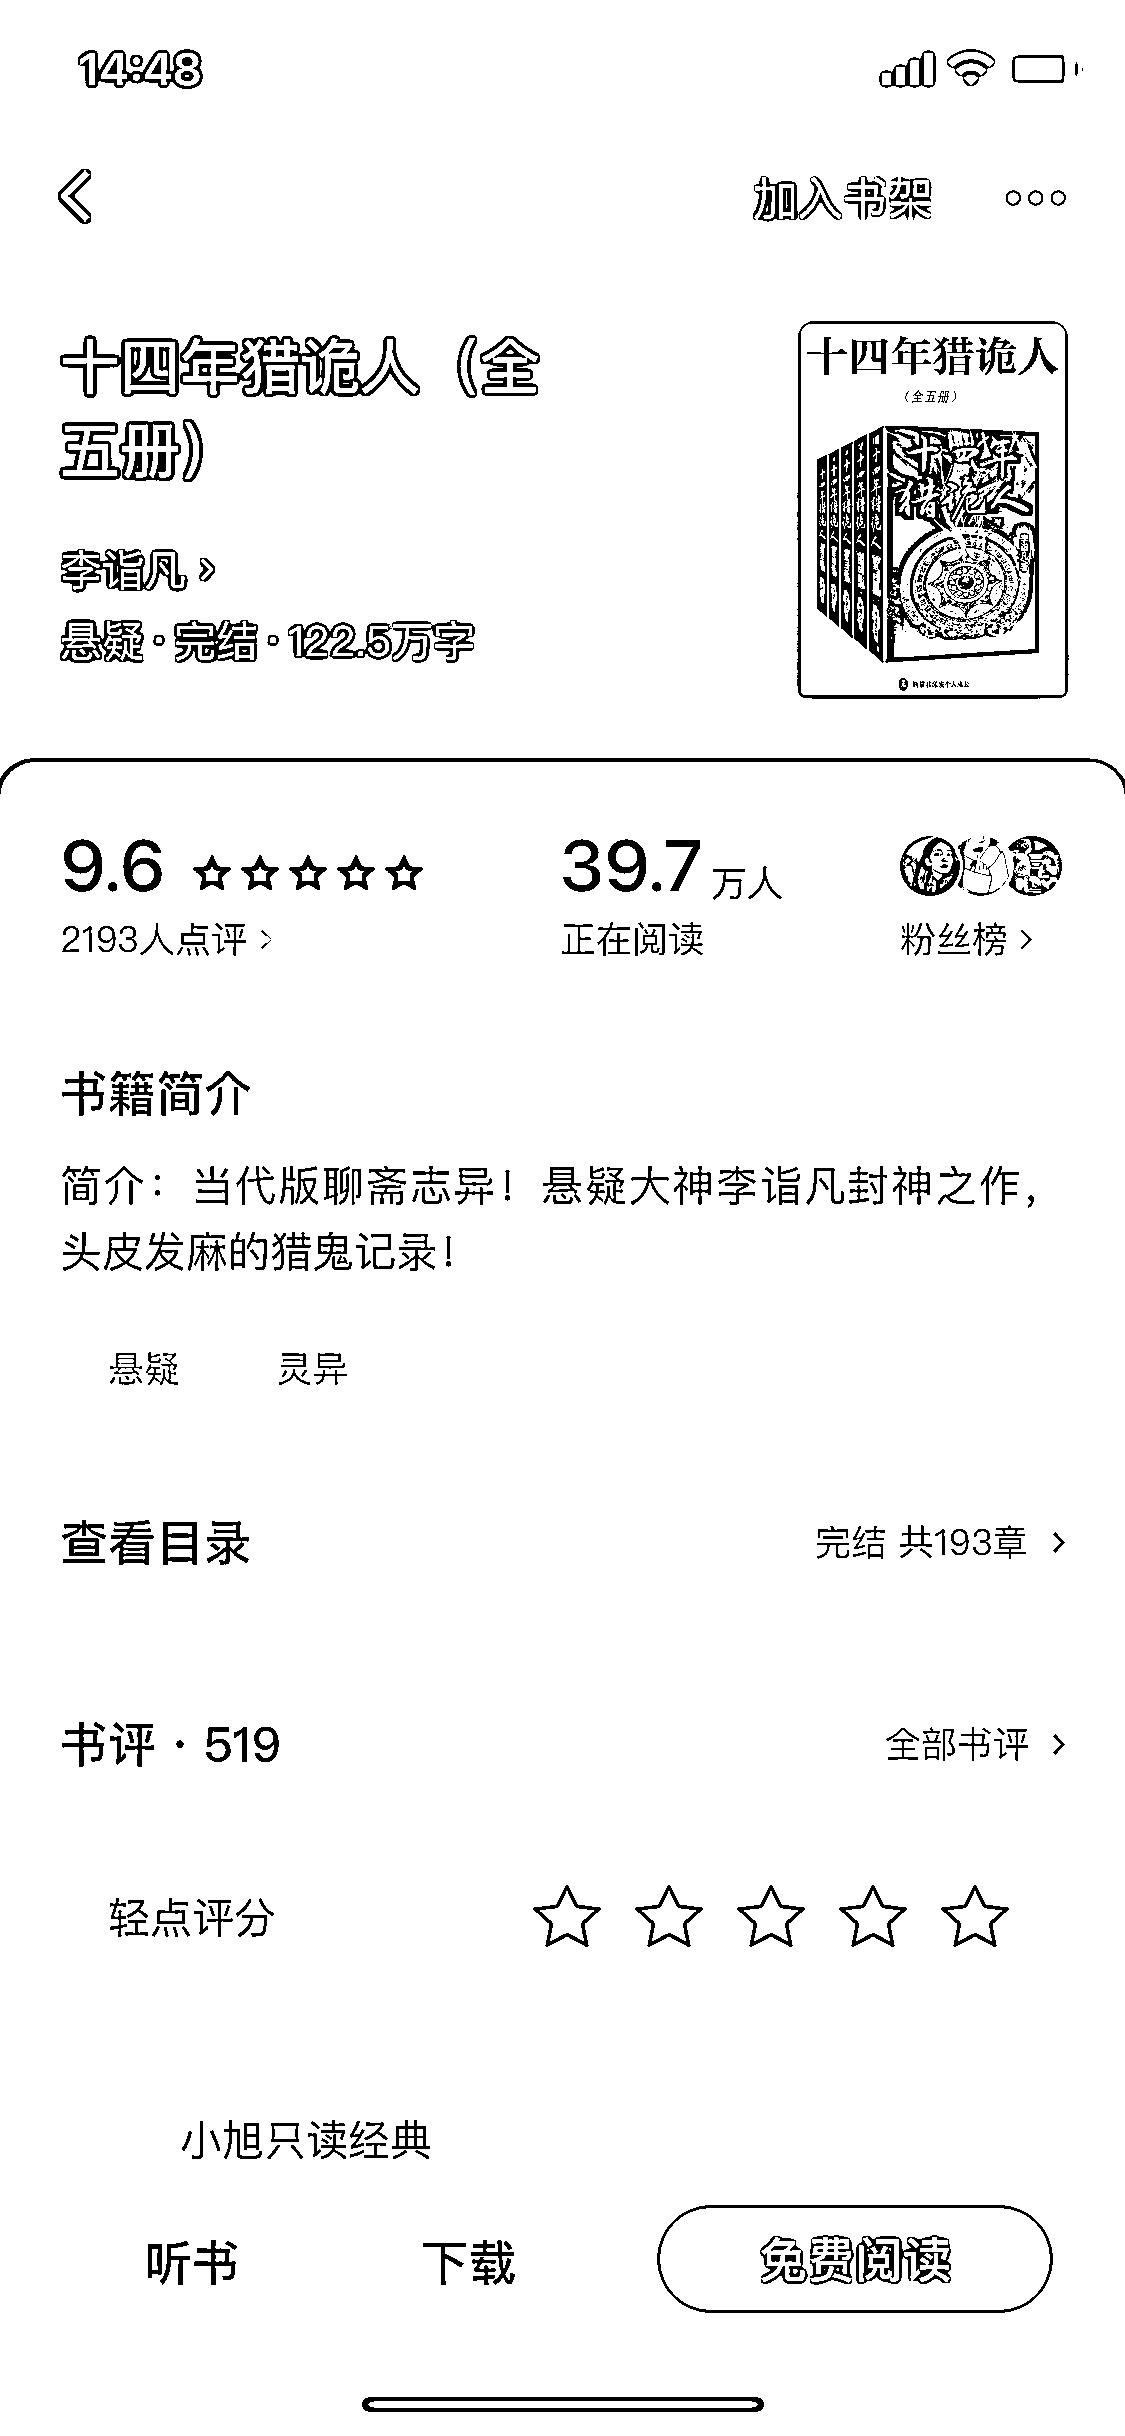 14:48
加入书架
十四年猎诡人（全
五册）
李诣凡
悬疑·完结·122.5万字
十四年猎诡人
（全五册）
十四年
猎诡人
9.6
39.7 万人
2193人点评
正在阅读
粉丝榜
书籍简介
简介：当代版聊斋志异！悬疑大神李诣凡封神之作，
头皮发麻的猎鬼记录！
悬疑 灵异
查看目录
完结 共193章
书评 · 519
全部书评
轻点评分
小旭只读经典
听书
下载
免费阅读